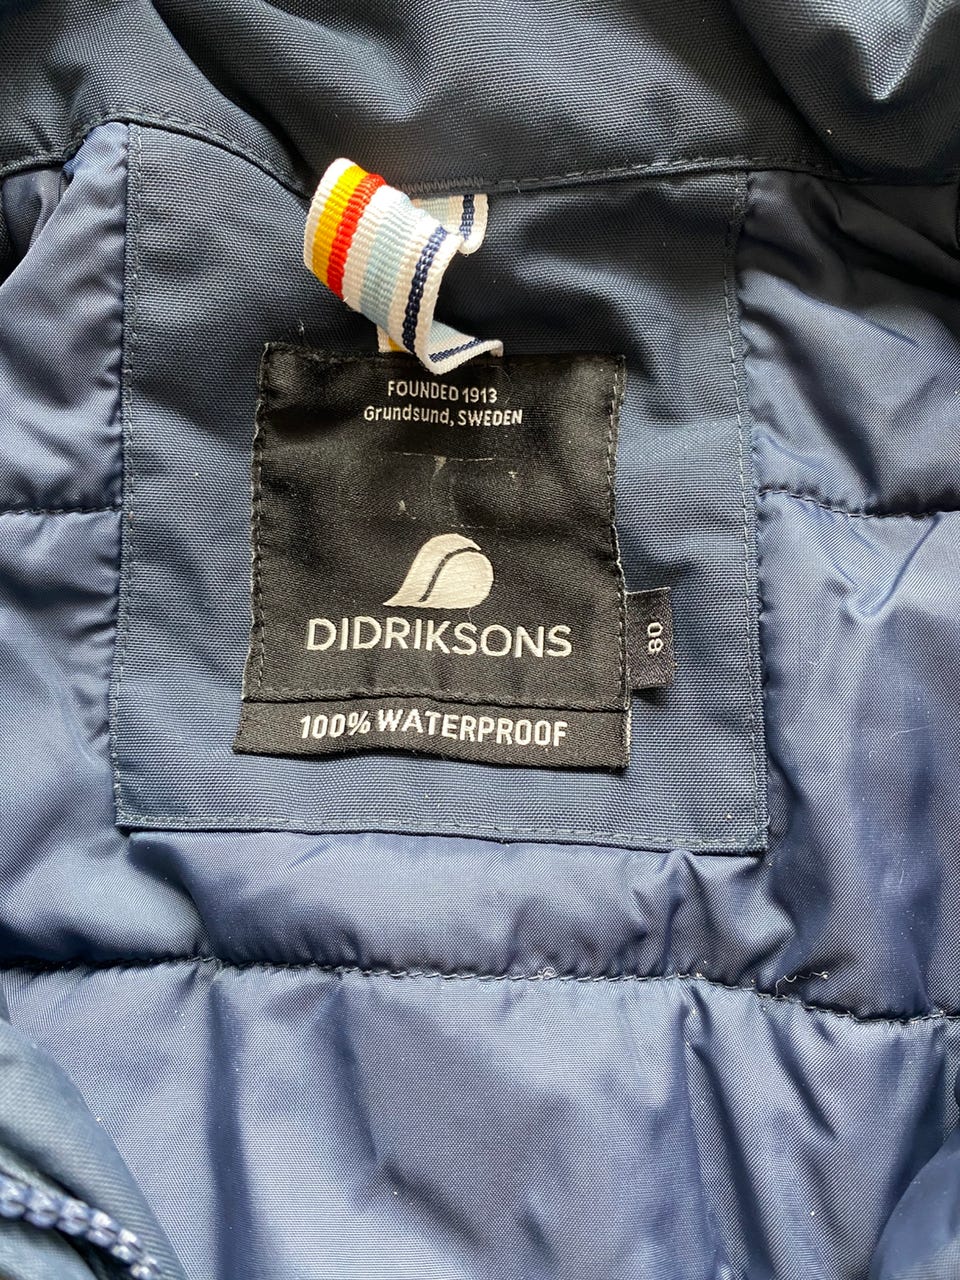 FOUNDED 1913
Grundsund, SWEDEN
DIDRIKSONS
80
100% WATERPROOF